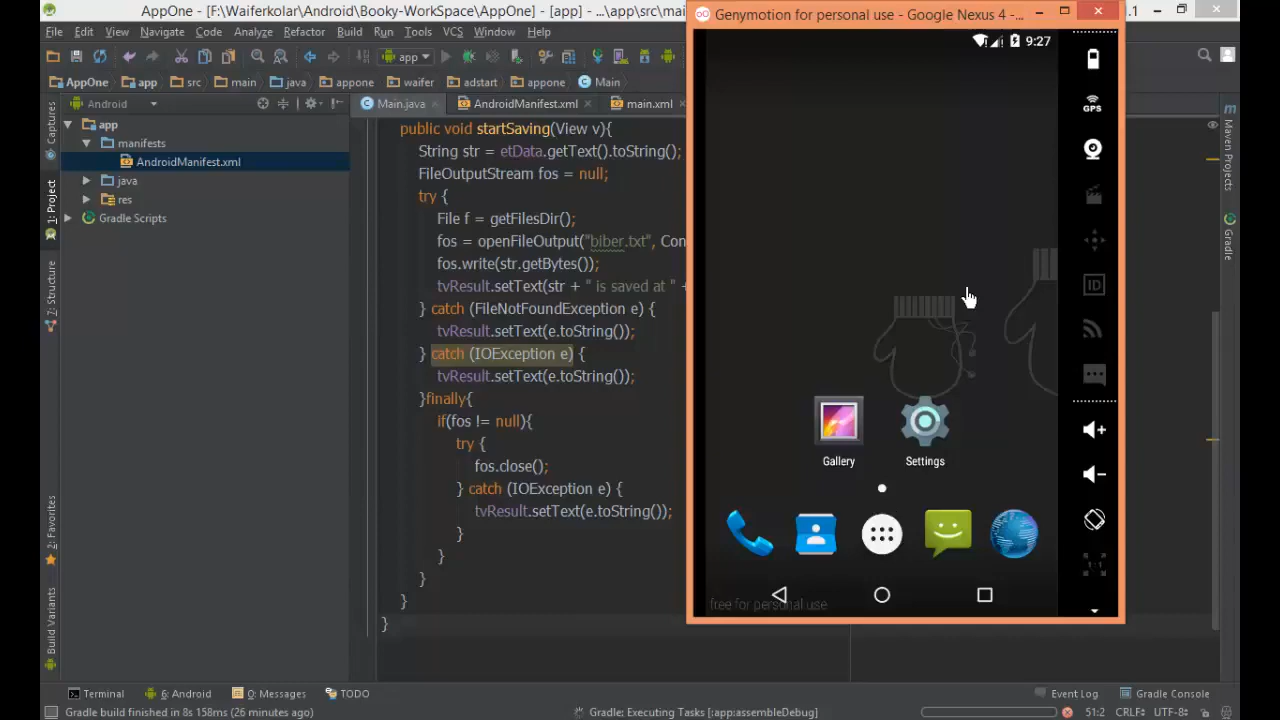 AppOne - [F:\Waiferkolar\Android\Booky-WorkSpace\AppOne] - [app] - ...\app\src\m
.1
Genymotion for personal use - Google Nexus 4 -...
File Edit View Navigate Code Analyze Refactor Build Run Tools VCS Window Help
9:27
app
AppOne app src main java appone waifer adstart appone Main
Android
Main.java AndroidManifest.xml main.xml
GPS
app
manifests
AndroidManifest.xml
java
res
Gradle Scripts
Captures
1: Project
7: Structure
2: Favorites
Build Variants
public void startSaving(View v){
String str = etData.getText().toString();
FileOutputStream fos = null;
try {
File f = getFilesDir();
fos = openFileOutput("biber.txt", Con
fos.write(str.getBytes());
tvResult.setText(str + " is saved at " +
} catch (FileNotFoundException e) {
tvResult.setText(e.toString());
} catch (IOException e) {
tvResult.setText(e.toString());
}finally{
if(fos != null){
try {
fos.close();
} catch (IOException e) {
tvResult.setText(e.toString());
}
}
}
}
}
Gallery Settings
free for personal use
ID
1:1
m
Maven Projects
Gradle
Terminal 6: Android 0: Messages TODO Event Log Gradle Console
Gradle build finished in 8s 158ms (26 minutes ago) Gradle: Executing Tasks [:app:assembleDebug] 51:2 CRLF÷ UTF-8÷